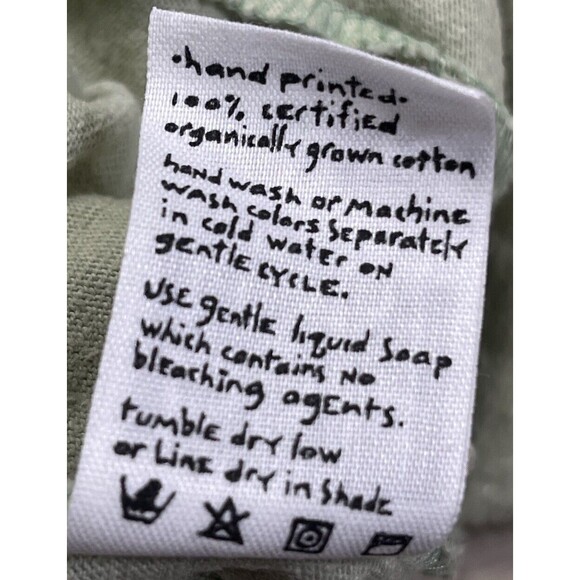 •hand printed•
100% certified
organically grown cotton
hand wash or machine
wash colors separately
in cold water on
gentle cycle.
use gentle liquid soap
which contains no
bleaching agents.
tumble dry low
or line dry in shade